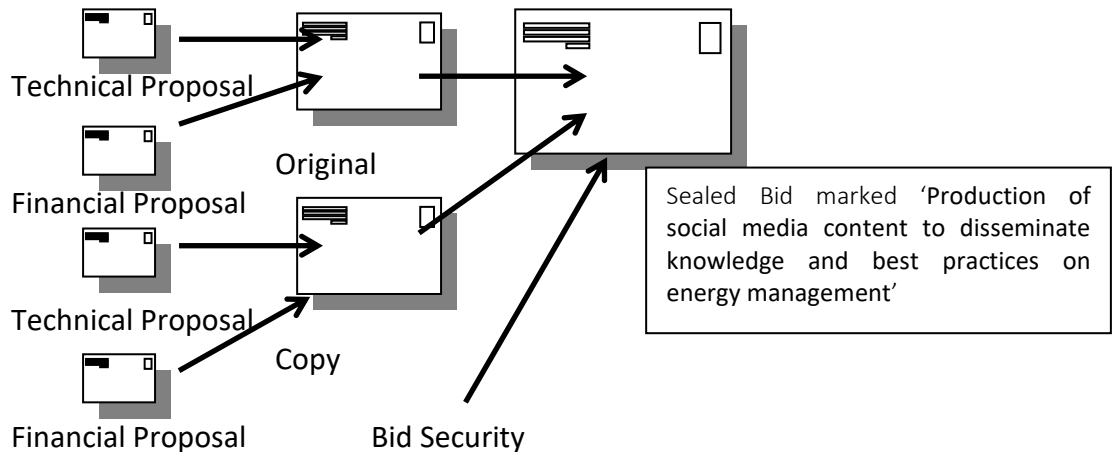 Technical Proposal
Original
Financial Proposal
Sealed Bid marked ‘Production of
social media content to disseminate
knowledge and best practices on
energy management’
Technical Proposal
Copy
Financial Proposal
Bid Security